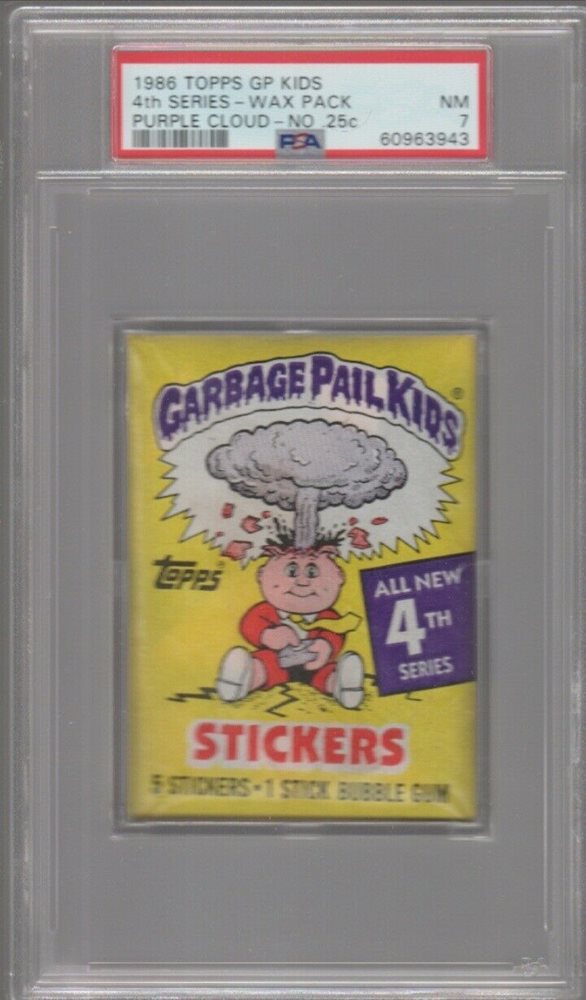 1986 TOPPS GP KIDS
4th SERIES-WAX PACK NM
PURPLE CLOUD-NO .25c 7
PSA 60963943
GARBAGE PAIL KIDS®
TOPPS®
ALL NEW
4TH
SERIES
STICKERS
5 STICKERS • 1 STICK BUBBLE GUM